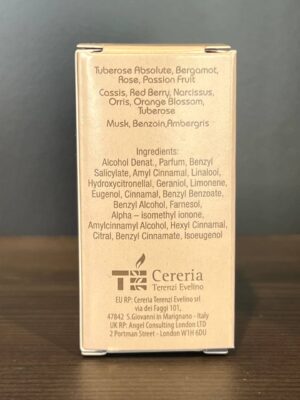 Tuberose Absolute, Bergamot,
Rose, Passion Fruit
Cassis, Red Berry, Narcissus,
Orris, Orange Blossom,
Tuberose
Musk, Benzoin,Ambergris
Ingredients:
Alcohol Denat., Parfum, Benzyl
Salicylate, Amyl Cinnamal, Linalool,
Hydroxycitronellal, Geraniol, Limonene,
Eugenol, Cinnamal, Benzyl Benzoate,
Benzyl Alcohol, Farnesol,
Alpha – isomethyl ionone,
Amylcinnamyl Alcohol, Hexyl Cinnamal,
Citral, Benzyl Cinnamate, Isoeugenol
Cereria
Terenzi Evelino
EU RP: Cereria Terenzi Evelino srl
via dei Faggi 101,
47842 S.Giovanni in Marignano - Italy
UK RP: Angel Consulting London LTD
2 Portman Street - London W1H 6DU